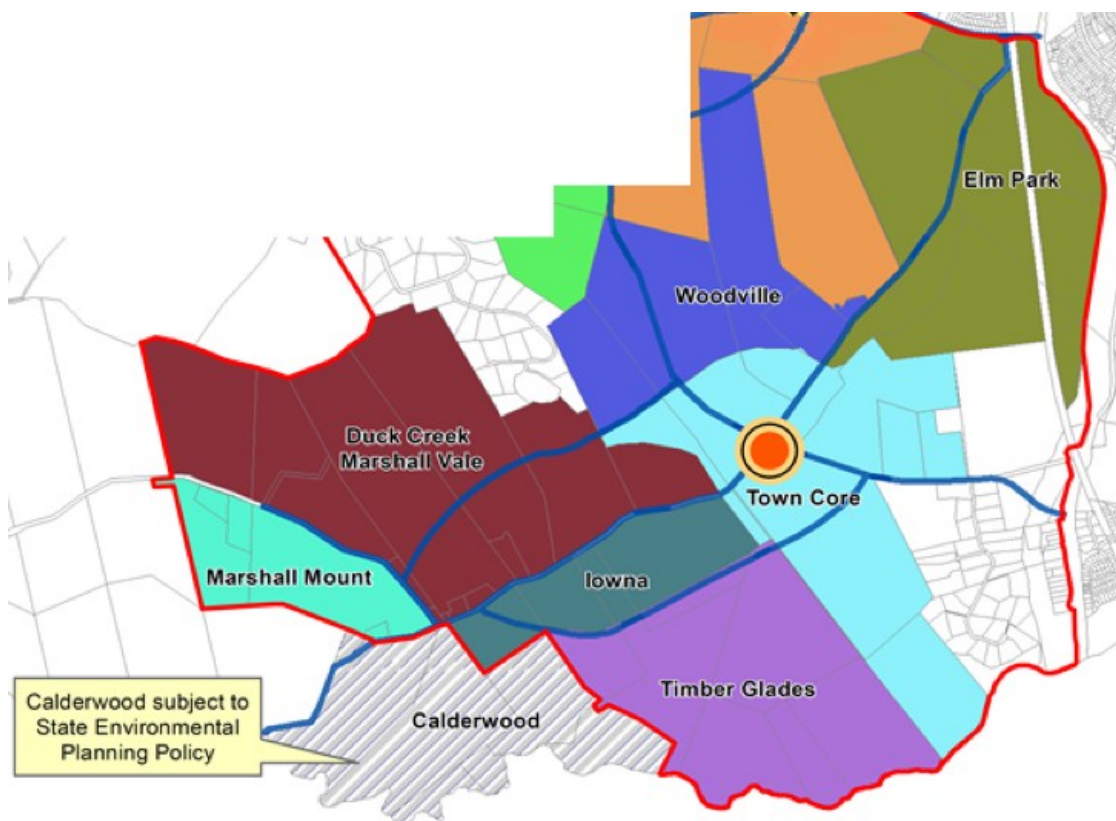 Elm Park
Woodville
Duck Creek
Marshall Vale
Town Core
Marshall Mount
Iowna
Timber Glades
Calderwood
Calderwood subject to
State Environmental
Planning Policy